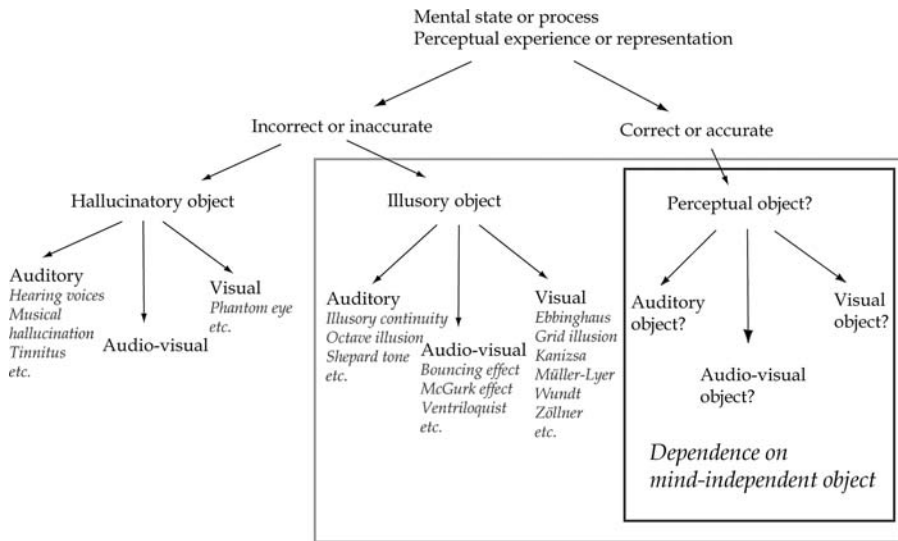 Mental state or process
Perceptual experience or representation
Incorrect or inaccurate
Correct or accurate
Hallucinatory object
Illusory object
Perceptual object?
Auditory
Hearing voices
Musical
hallucination
Tinnitus
etc.
Audio-visual
Visual
Phantom eye
etc.
Auditory
Illusory continuity
Octave illusion
Shepard tone
etc.
Audio-visual
Bouncing effect
McGurk effect
Ventriloquist
etc.
Visual
Ebbinghaus
Grid illusion
Kanizsa
Müller-Lyer
Wundt
Zöllner
etc.
Auditory
object?
Audio-visual
object?
Visual
object?
Dependence on
mind-independent object